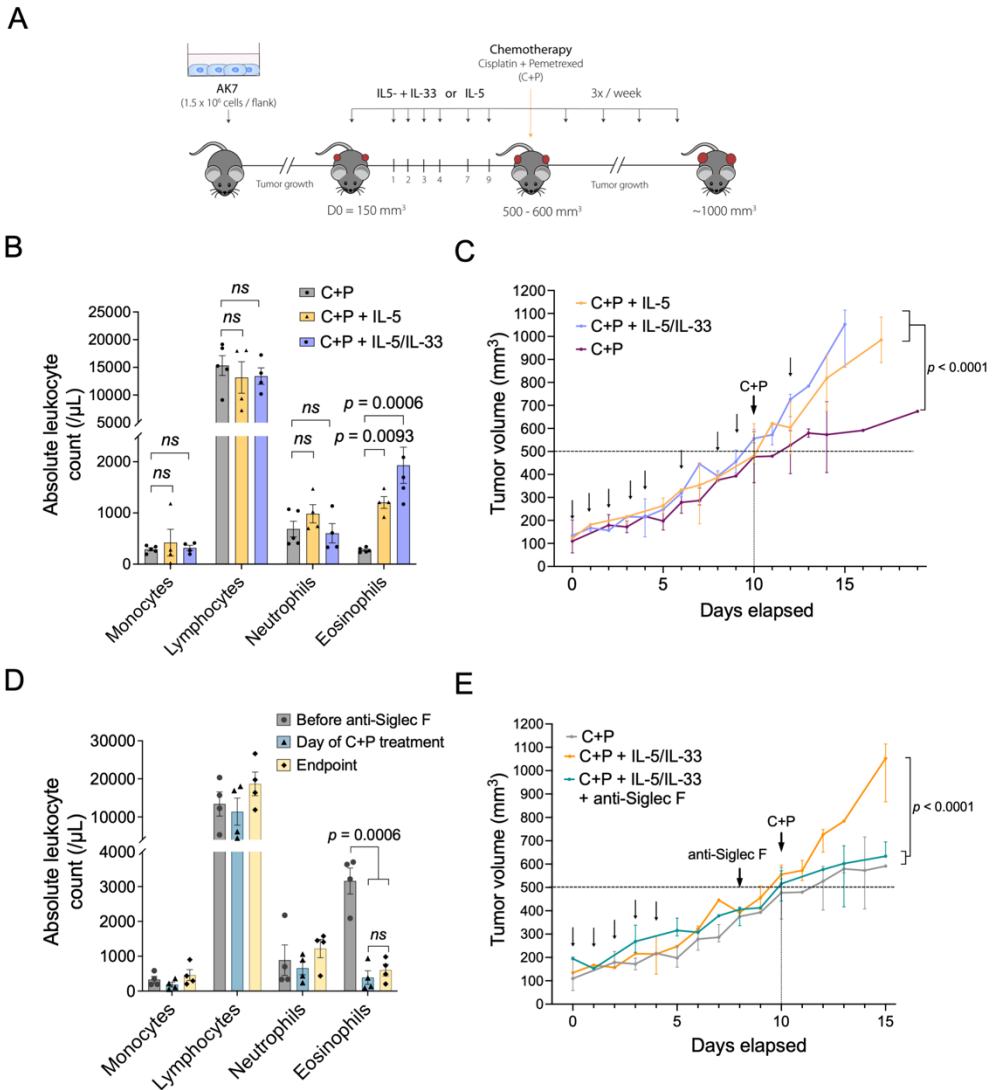 A
AK7
(1.5 x 10⁶ cells / flank)
IL5- + IL-33 or IL-5
Chemotherapy
Cisplatin + Pemetrexed
(C+P)
3x / week
Tumor growth
1 2 3 4 7 9
Tumor growth
D0 = 150 mm³
500 - 600 mm³
~1000 mm³
B
C+P
C+P + IL-5
C+P + IL-5/IL-33
Absolute leukocyte
count (/µL)
25000
20000
15000
10000
5000
2000
1000
0
ns
ns
ns
ns
ns
ns
p = 0.0006
p = 0.0093
Monocytes
Lymphocytes
Neutrophils
Eosinophils
C
C+P + IL-5
C+P + IL-5/IL-33
C+P
Tumor volume (mm³)
1200
1100
1000
900
800
700
600
500
400
300
200
100
0
C+P
p < 0.0001
0 5 10 15
Days elapsed
D
Before anti-Siglec F
Day of C+P treatment
Endpoint
Absolute leukocyte
count (/µL)
30000
20000
10000
4000
3000
2000
1000
0
p = 0.0006
ns
Monocytes
Lymphocytes
Neutrophils
Eosinophils
E
C+P
C+P + IL-5/IL-33
C+P + IL-5/IL-33
+ anti-Siglec F
Tumor volume (mm³)
1200
1100
1000
900
800
700
600
500
400
300
200
100
0
C+P
anti-Siglec F
p < 0.0001
0 5 10 15
Days elapsed